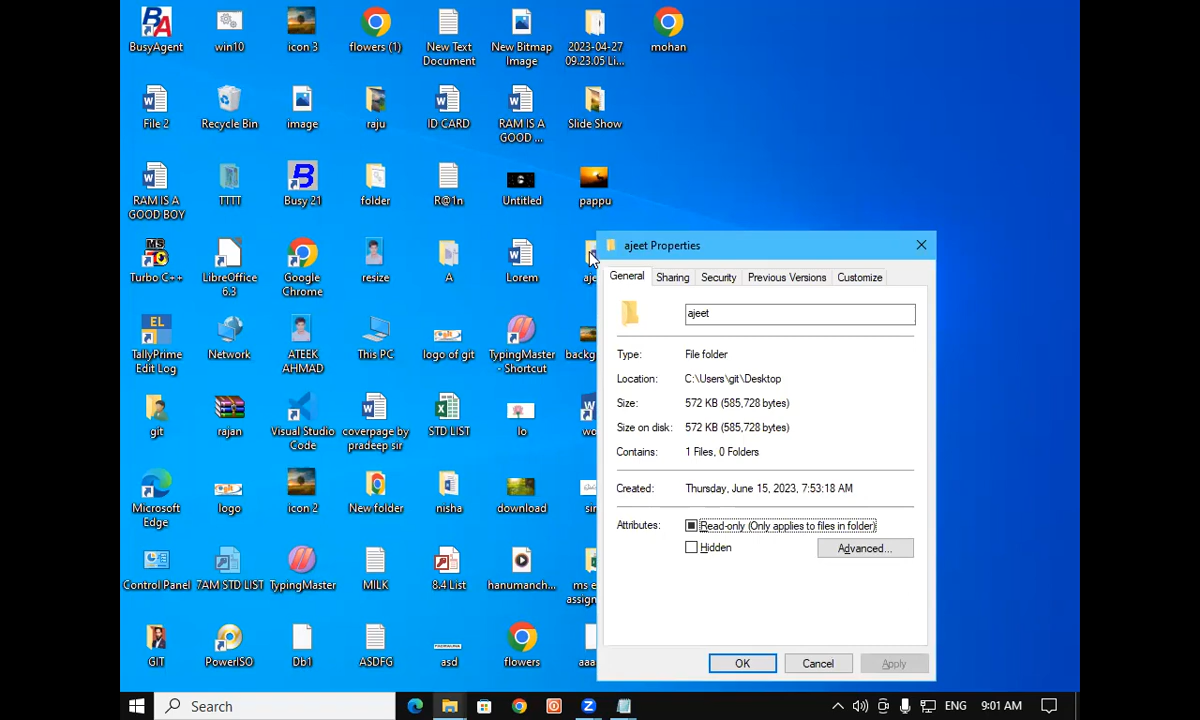 BusyAgent
win10
icon 3
flowers (1)
New Text
Document
New Bitmap
Image
2023-04-27
09.23.05 Li...
mohan
File 2
Recycle Bin
image
raju
ID CARD
RAM IS A
GOOD ...
Slide Show
RAM IS A
GOOD BOY
TTTT
Busy 21
folder
R@1n
Untitled
pappu
Turbo C++
LibreOffice
6.3
Google
Chrome
resize
A
Lorem
aje
TallyPrime
Edit Log
Network
ATEEK
AHMAD
This PC
logo of git
TypingMaster
- Shortcut
backg
git
rajan
Visual Studio
Code
coverpage by
pradeep sir
STD LIST
lo
wo
Microsoft
Edge
logo
icon 2
New folder
nisha
download
sir
Control Panel
7AM STD LIST
TypingMaster
MILK
8.4 List
hanumanch...
ms e
assign
GIT
PowerISO
Db1
ASDFG
asd
flowers
aaa
ajeet Properties
General
Sharing
Security
Previous Versions
Customize
ajeet
Type:
File folder
Location:
C:\Users\git\Desktop
Size:
572 KB (585,728 bytes)
Size on disk:
572 KB (585,728 bytes)
Contains:
1 Files, 0 Folders
Created:
Thursday, June 15, 2023, 7:53:18 AM
Attributes:
Read-only (Only applies to files in folder)
Hidden
Advanced...
OK
Cancel
Apply
Search
ENG
9:01 AM